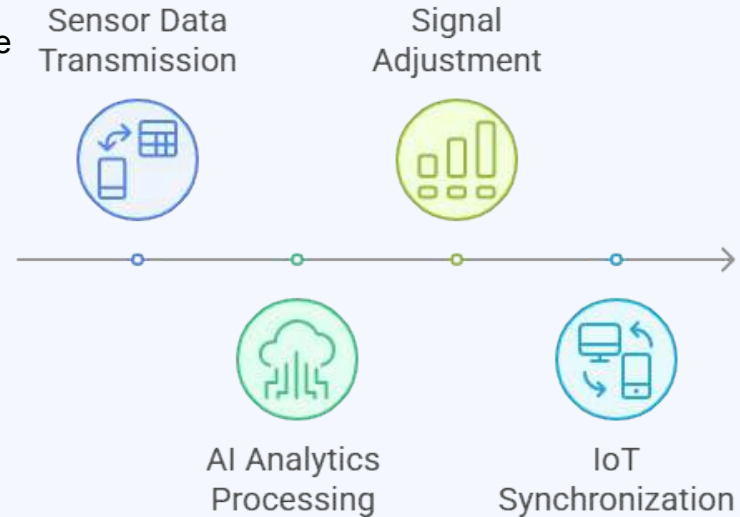 Sensor Data
Transmission
Signal
Adjustment
e
AI Analytics
Processing
IoT
Synchronization